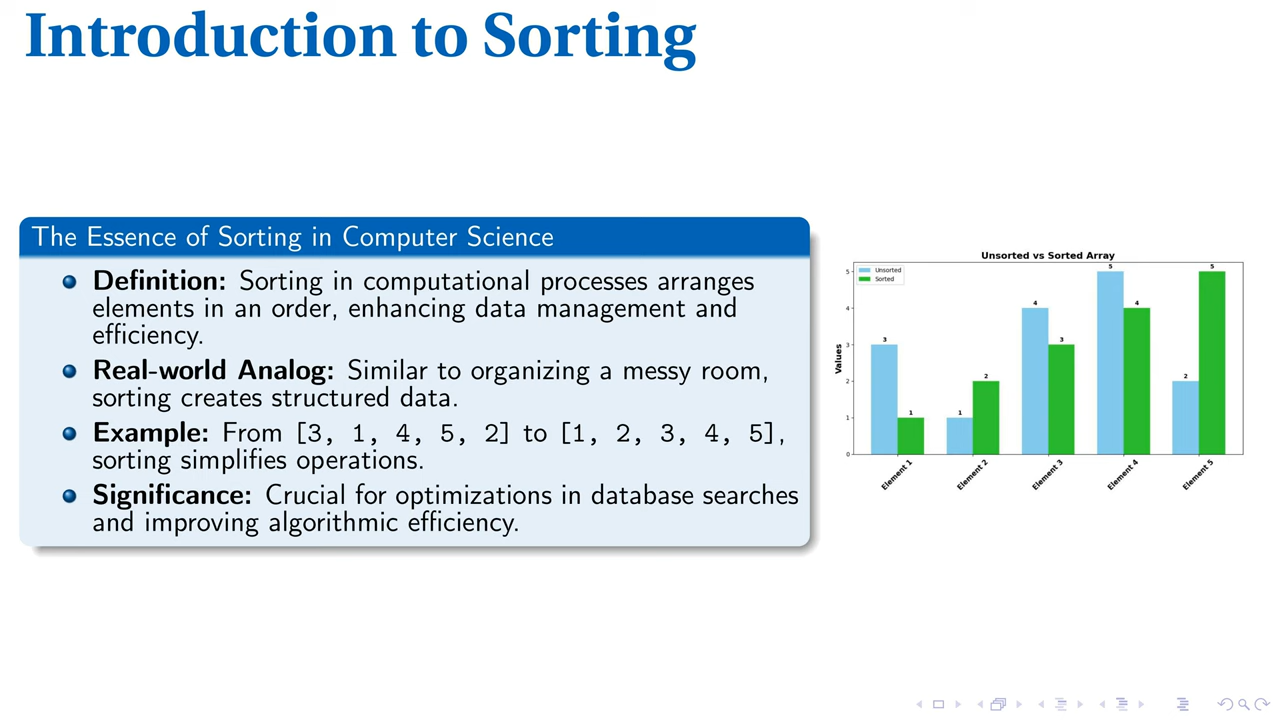 Introduction to Sorting
The Essence of Sorting in Computer Science
Definition: Sorting in computational processes arranges
elements in an order, enhancing data management and
efficiency.
Real-world Analog: Similar to organizing a messy room,
sorting creates structured data.
Example: From [3, 1, 4, 5, 2] to [1, 2, 3, 4, 5],
sorting simplifies operations.
Significance: Crucial for optimizations in database searches
and improving algorithmic efficiency.
Unsorted vs Sorted Array
Unsorted
Sorted
Values
5
4
3
2
1
0
3
1
1
2
4
3
5
4
2
5
Element 1
Element 2
Element 3
Element 4
Element 5